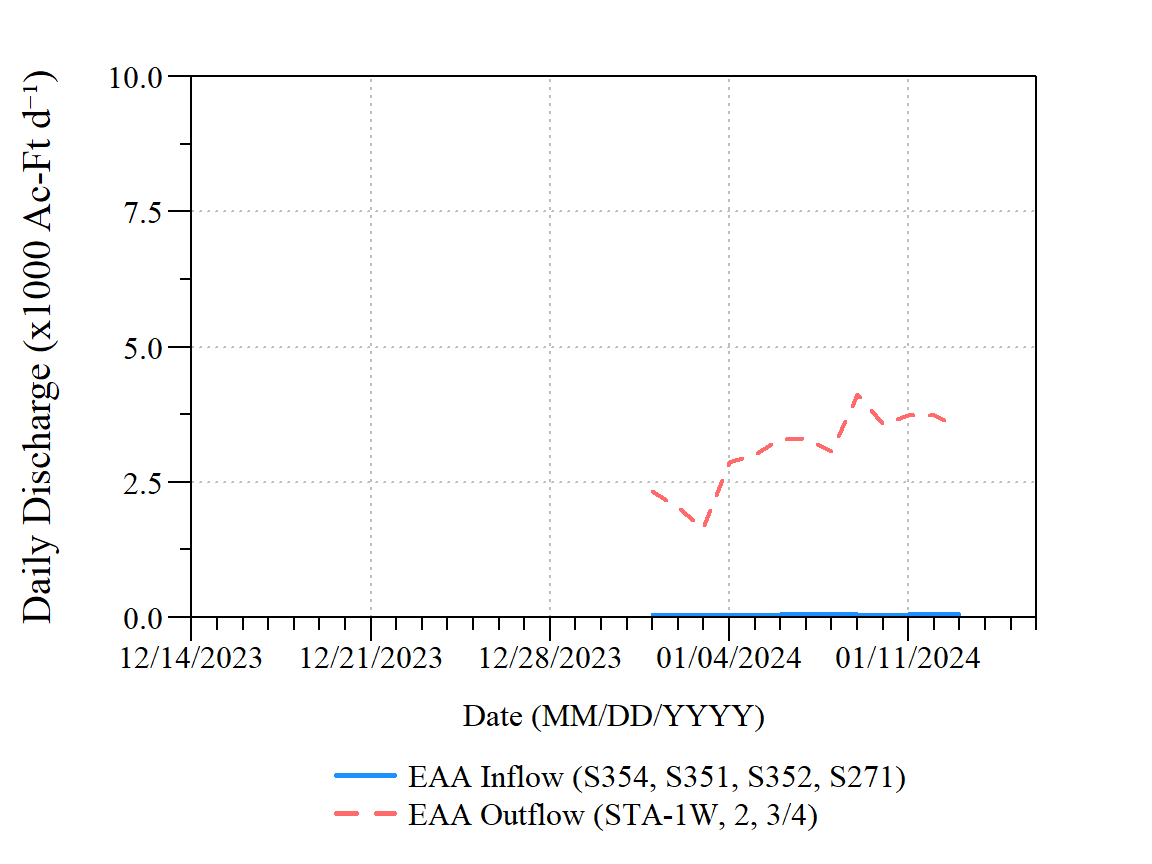 Daily Discharge (x1000 Ac-Ft d⁻¹)
10.0
7.5
5.0
2.5
0.0
12/14/2023 12/21/2023 12/28/2023 01/04/2024 01/11/2024
Date (MM/DD/YYYY)
EAA Inflow (S354, S351, S352, S271)
EAA Outflow (STA-1W, 2, 3/4)